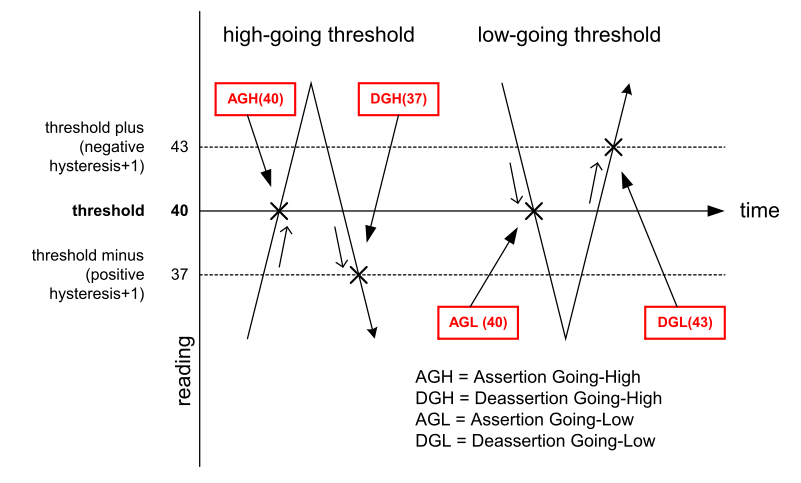 high-going threshold
low-going threshold
AGH(40)
DGH(37)
threshold plus
(negative
hysteresis+1)
43
threshold
40
time
threshold minus
(positive
hysteresis+1)
37
AGL (40)
DGL(43)
reading
AGH = Assertion Going-High
DGH = Deassertion Going-High
AGL = Assertion Going-Low
DGL = Deassertion Going-Low